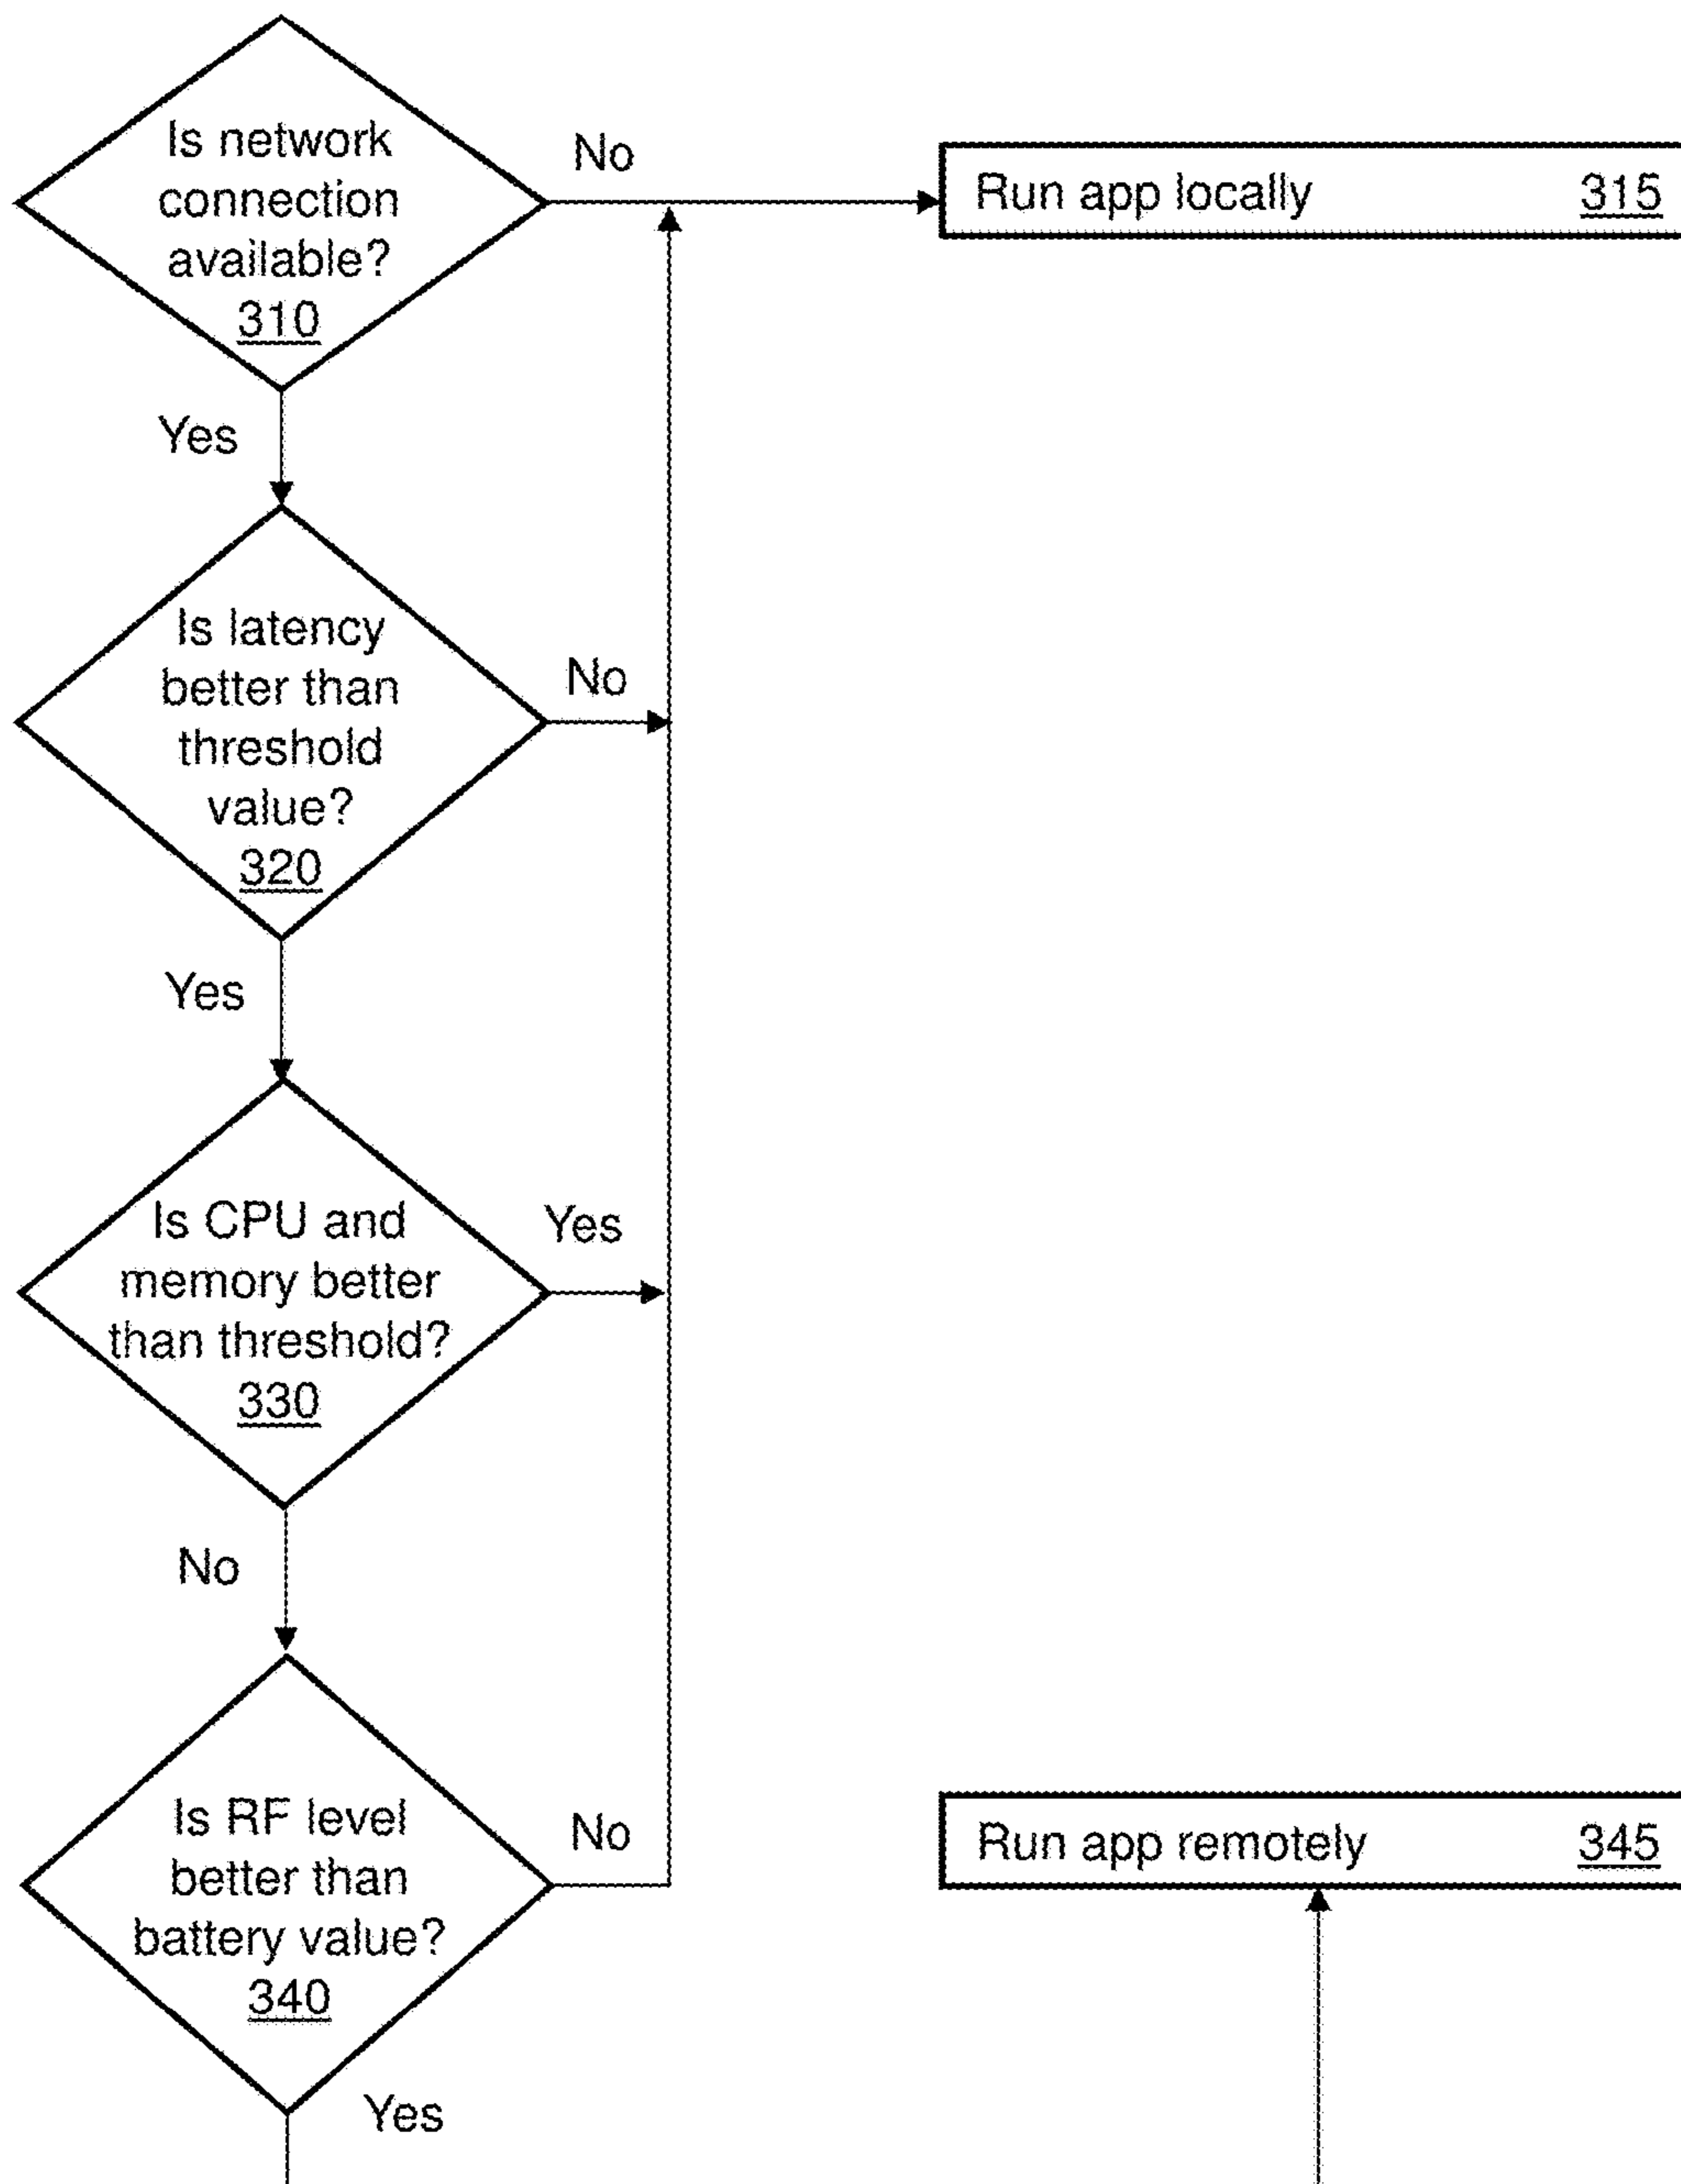 Is network
connection
available?
310
No
Run app locally 315
Yes
Is latency
better than
threshold
value?
320
No
Yes
Is CPU and
memory better
than threshold?
330
Yes
No
Is RF level
better than
battery value?
340
No
Run app remotely 345
Yes